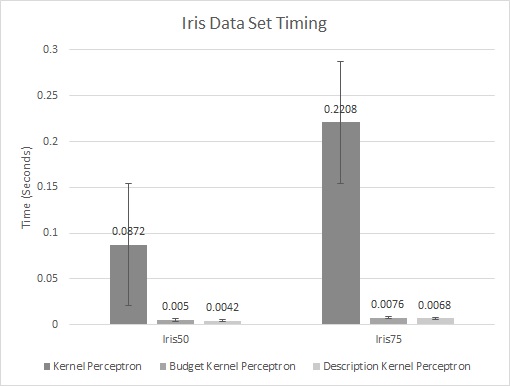 Iris Data Set Timing
0.3
0.25
0.2
0.15
0.1
0.05
0
Time (Seconds)
0.0872
0.005
0.0042
0.2208
0.0076
0.0068
Iris50
Iris75
Kernel Perceptron
Budget Kernel Perceptron
Description Kernel Perceptron